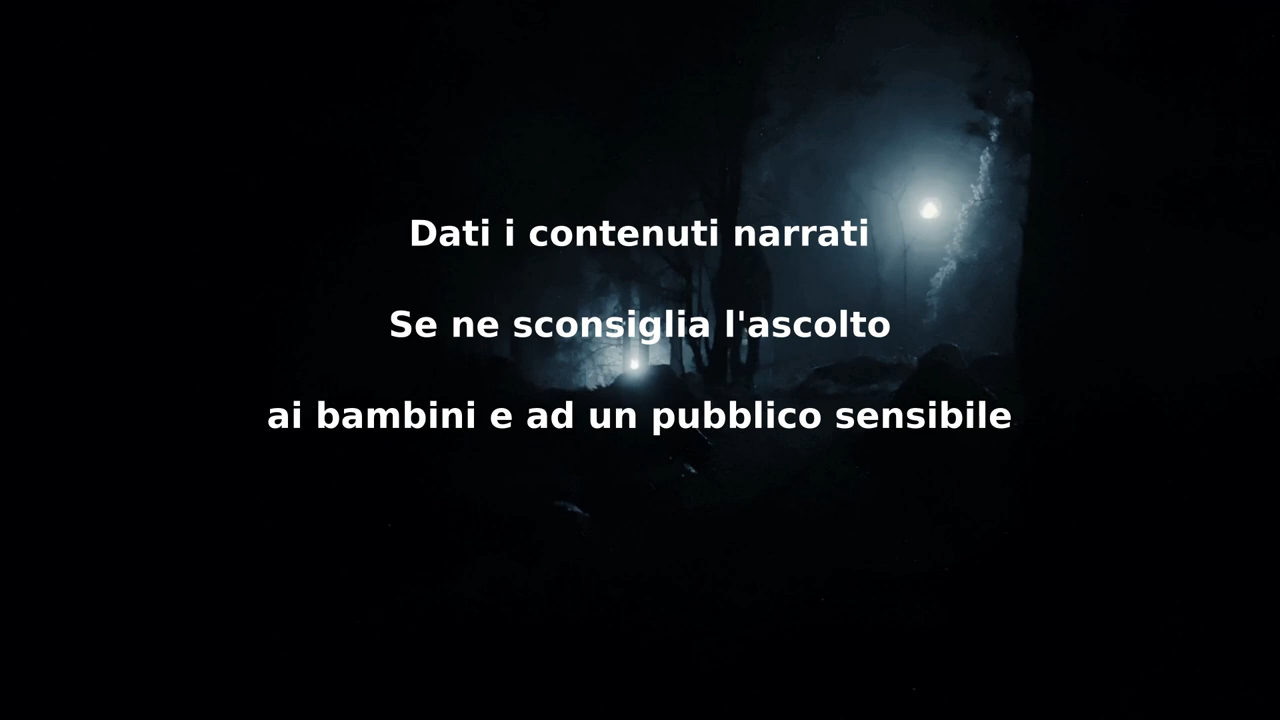 Dati i contenuti narrati
Se ne sconsiglia l'ascolto
ai bambini e ad un pubblico sensibile